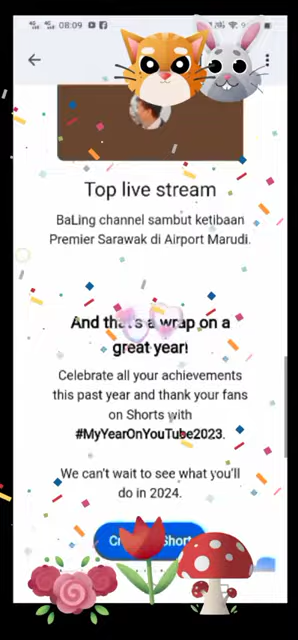 08:09
Top live stream
BaLing channel sambut ketibaan
Premier Sarawak di Airport Marudi.
And that's a wrap on a
great year!
Celebrate all your achievements
this past year and thank your fans
on Shorts with
#MyYearOnYouTube2023.
We can't wait to see what you'll
do in 2024.